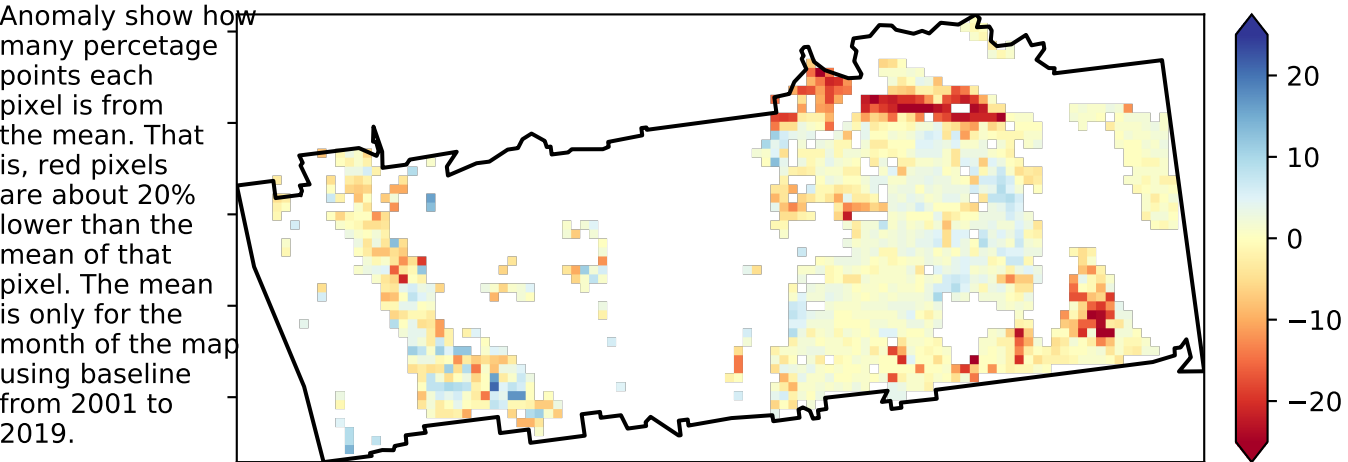 Anomaly show how
many percetage
points each
pixel is from
the mean. That
is, red pixels
are about 20%
lower than the
mean of that
pixel. The mean
is only for the
month of the map
using baseline
from 2001 to
2019.
20
10
0
−10
−20